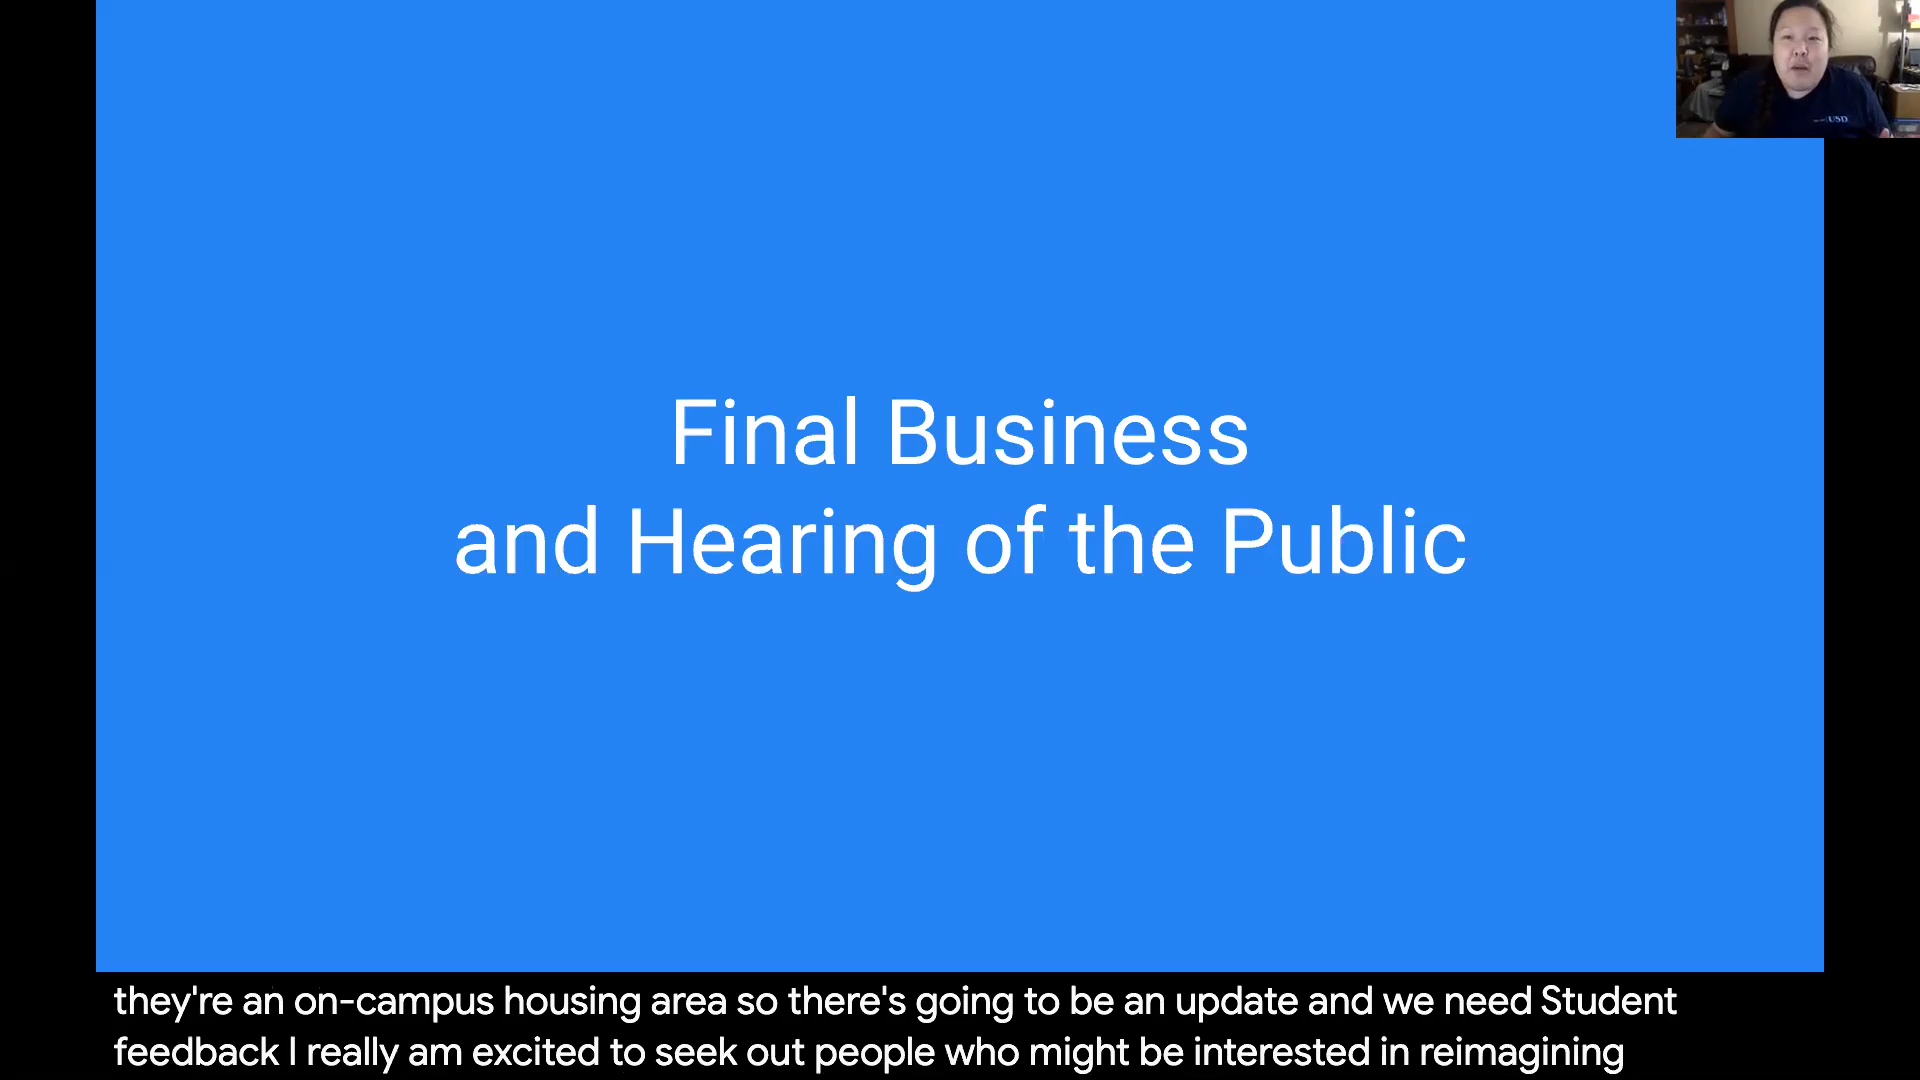 USD
Final Business
and Hearing of the Public
they're an on-campus housing area so there's going to be an update and we need Student
feedback I really am excited to seek out people who might be interested in reimagining